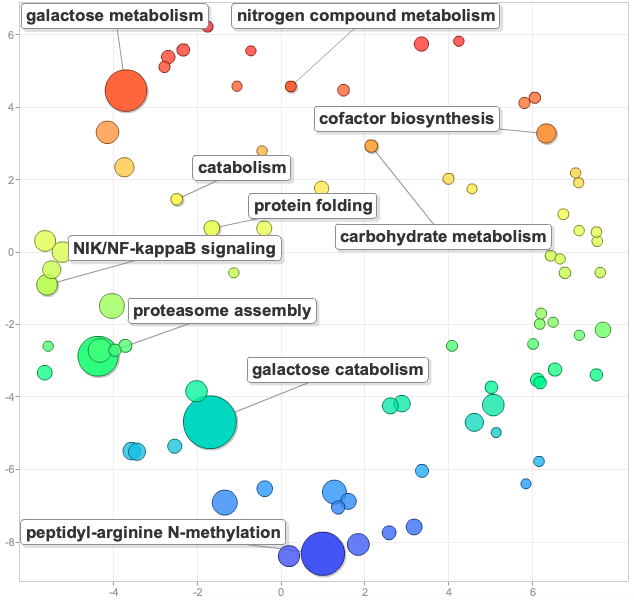 galactose metabolism
nitrogen compound metabolism
6
4
cofactor biosynthesis
catabolism
2
protein folding
carbohydrate metabolism
NIK/NF-kappaB signaling
0
proteasome assembly
-2
galactose catabolism
-4
-6
peptidyl-arginine N-methylation
-8
-4 -2 0 2 4 6